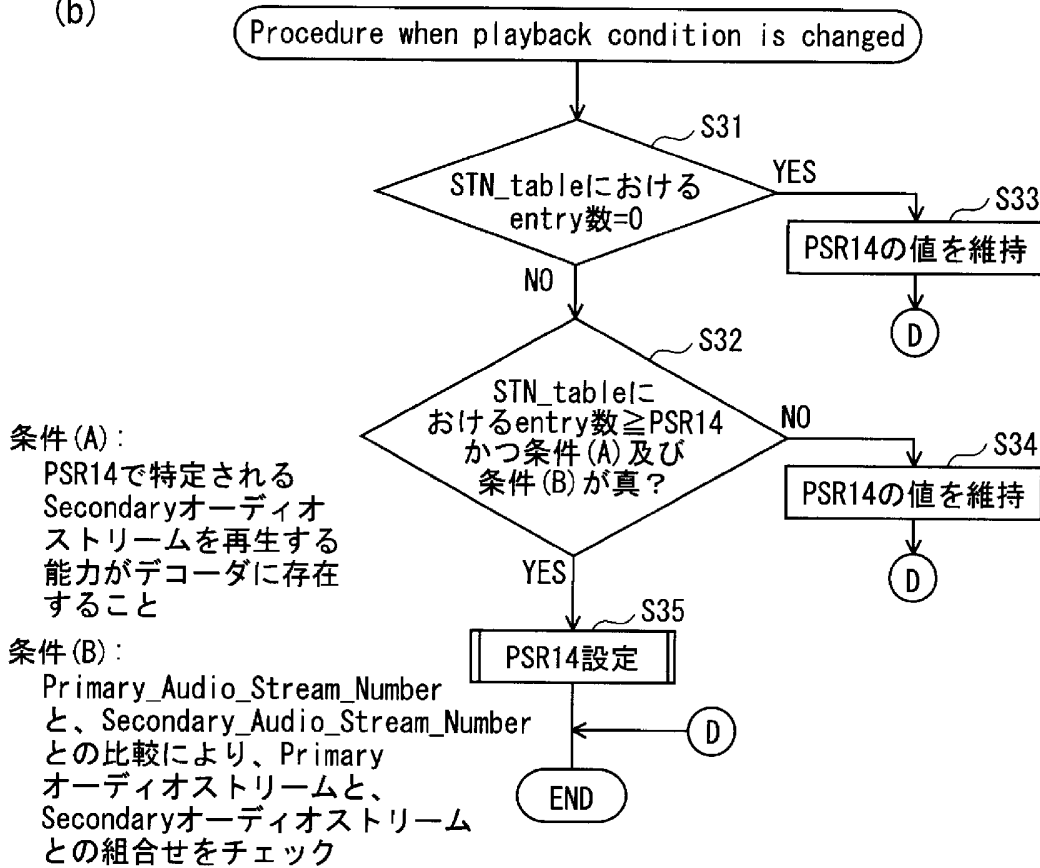 (b)
Procedure when playback condition is changed
S31
STN_tableにおける
entry数=0
YES
S33
PSR14の値を維持
D
NO
S32
STN_tableに
おけるentry数≧PSR14
かつ条件(A)及び
条件(B)が真？
NO
S34
PSR14の値を維持
D
YES
S35
PSR14設定
D
END
条件(A):
PSR14で特定される
Secondaryオーディオ
ストリームを再生する
能力がデコーダに存在
すること
条件(B):
Primary_Audio_Stream_Number
と、Secondary_Audio_Stream_Number
との比較により、Primary
オーディオストリームと、
Secondaryオーディオストリーム
との組合せをチェック